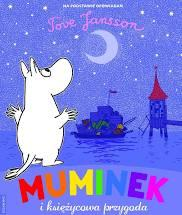 NA PODSTAWIE OPOWIADAŃ
Tove Jansson
MUMINEK
i księżycowa przygoda